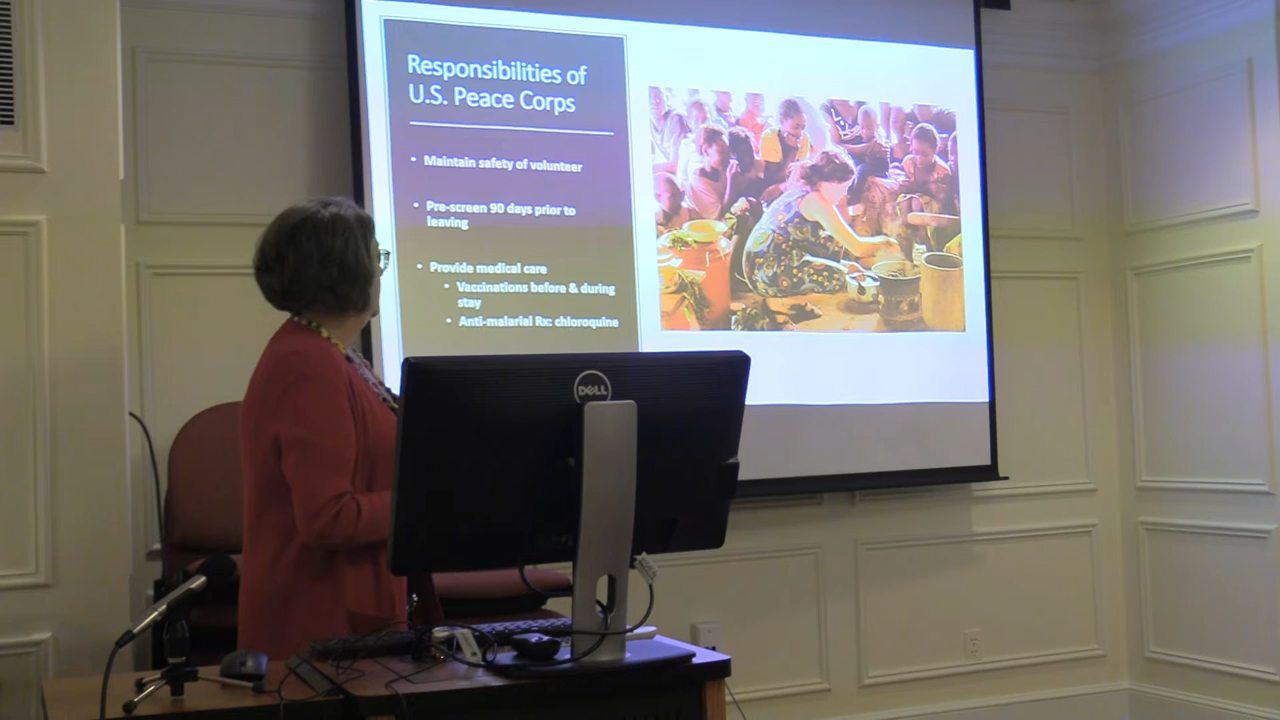 Responsibilities of
U.S. Peace Corps
• Maintain safety of volunteer
• Pre-screen 90 days prior to
leaving
• Provide medical care
• Vaccinations before & during
stay
• Anti-malarial Rx: chloroquine
DELL